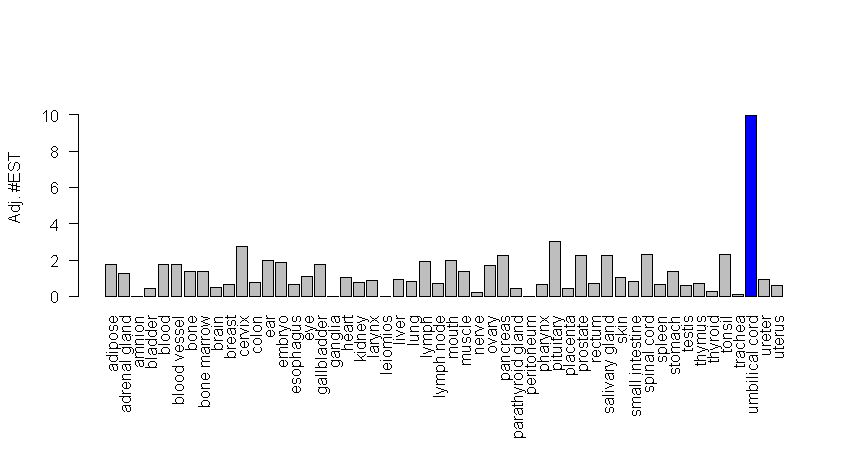 Adj. #EST
10
8
6
4
2
0
adipose
adrenal gland
amnion
bladder
blood
blood vessel
bone
bone marrow
brain
breast
cervix
colon
ear
embryo
esophagus
eye
gallbladder
ganglia
heart
kidney
larynx
leiomios
liver
lung
lymph
lymph node
mouth
muscle
nerve
ovary
pancreas
parathyroid gland
peritoneum
pharynx
pituitary
placenta
prostate
rectum
salivary gland
skin
small intestine
spinal cord
spleen
stomach
testis
thymus
thyroid
tonsil
trachea
umbilical cord
ureter
uterus